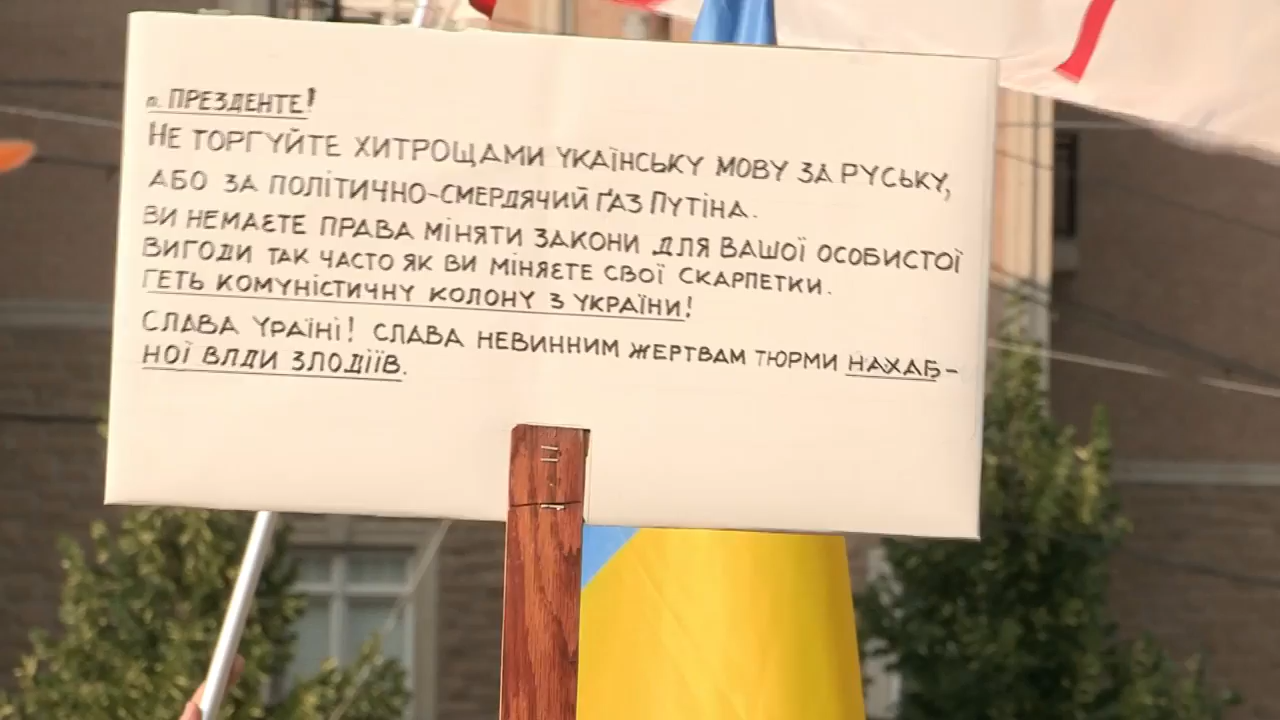 п. ПРЕЗДЕНТЕ!
НЕ ТОРГУЙТЕ ХИТРОЩАМИ УКАЇНСЬКУ МОВУ ЗА РУСЬКУ,
АБО ЗА ПОЛІТИЧНО-СМЕРДЯЧИЙ ҐАЗ ПУТІНА.
ВИ НЕМАЄТЕ ПРАВА МІНЯТИ ЗАКОНИ ДЛЯ ВАШОЇ ОСОБИСТОЇ
ВИГОДИ ТАК ЧАСТО ЯК ВИ МІНЯЄТЕ СВОЇ СКАРПЕТКИ.
ГЕТЬ КОМУНІСТИЧНУ КОЛОНУ З УКРАЇНИ!
СЛАВА УРАЇНІ! СЛАВА НЕВИННИМ ЖЕРТВАМ ТЮРМИ НАХАБ-
НОЇ ВЛДИ ЗЛОДІЇВ.